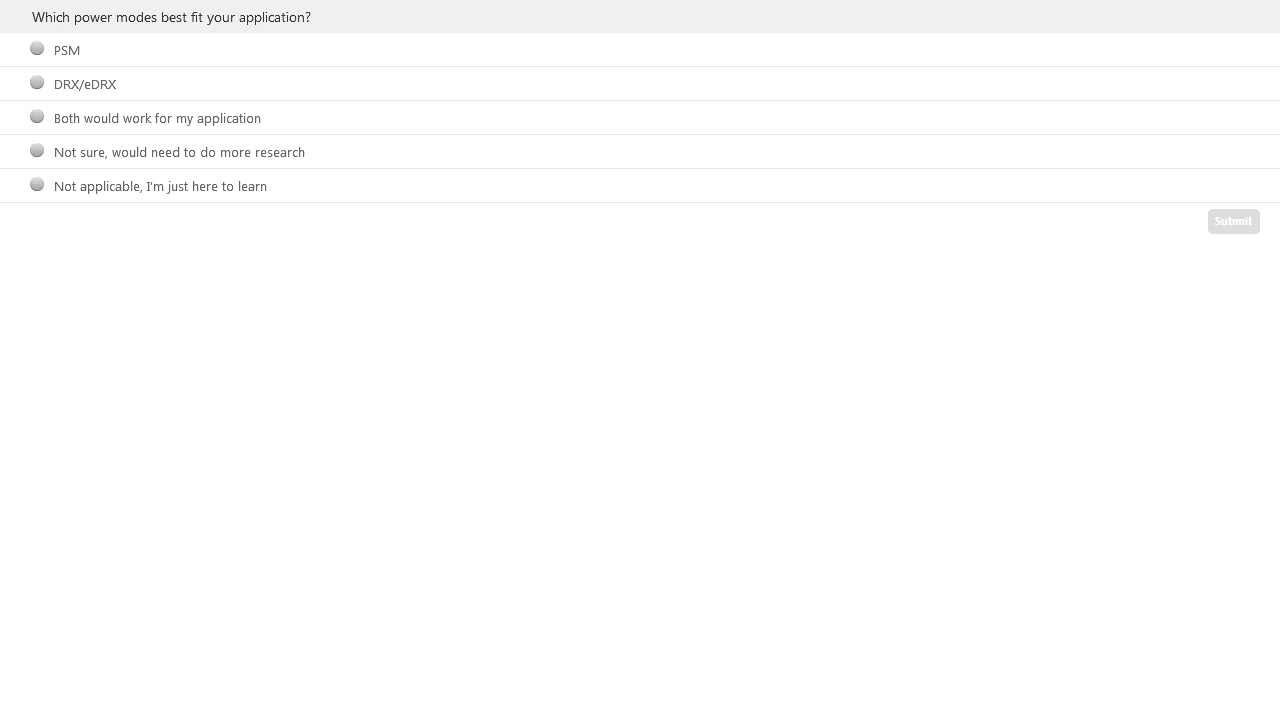 Which power modes best fit your application?
PSM
DRX/eDRX
Both would work for my application
Not sure, would need to do more research
Not applicable, I'm just here to learn
Submit